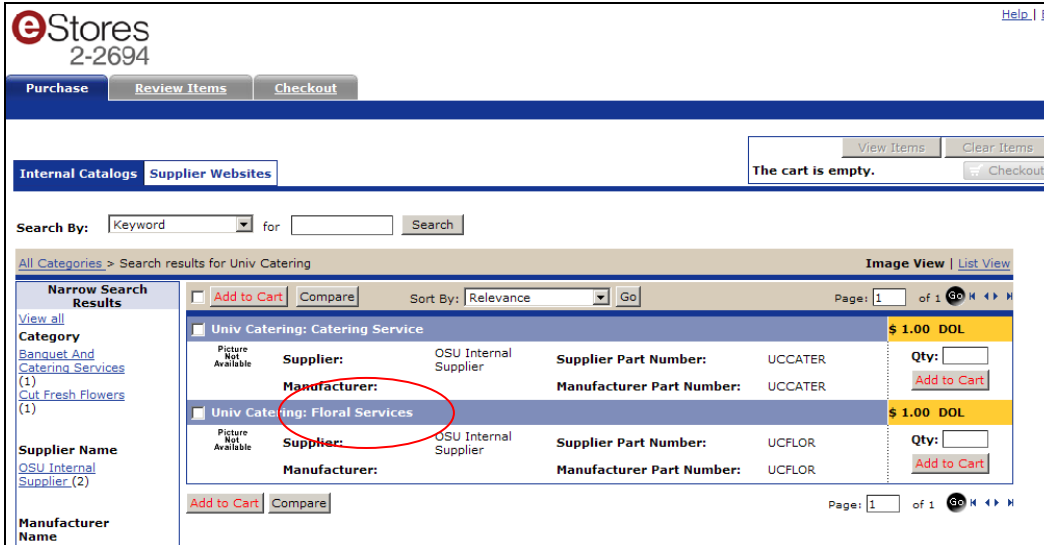 Help |
eStores
2-2694
Purchase Review Items Checkout
View Items Clear Items
The cart is empty. Checkout
Internal Catalogs Supplier Websites
Search By: Keyword for Search
All Categories > Search results for Univ Catering Image View | List View
Narrow Search
Results
View all
Category
Banquet And
Catering Services
(1)
Cut Fresh Flowers
(1)
Supplier Name
OSU Internal
Supplier (2)
Manufacturer
Name
Add to Cart Compare Sort By: Relevance Go Page: 1 of 1 Go
Univ Catering: Catering Service $ 1.00 DOL
Picture
Not
Available
Supplier: OSU Internal
Supplier
Supplier Part Number: UCCATER Qty:
Manufacturer: Manufacturer Part Number: UCCATER Add to Cart
Univ Catering: Floral Services $ 1.00 DOL
Picture
Not
Available
Supplier: OSU Internal
Supplier
Supplier Part Number: UCFLOR Qty:
Manufacturer: Manufacturer Part Number: UCFLOR Add to Cart
Add to Cart Compare Page: 1 of 1 Go